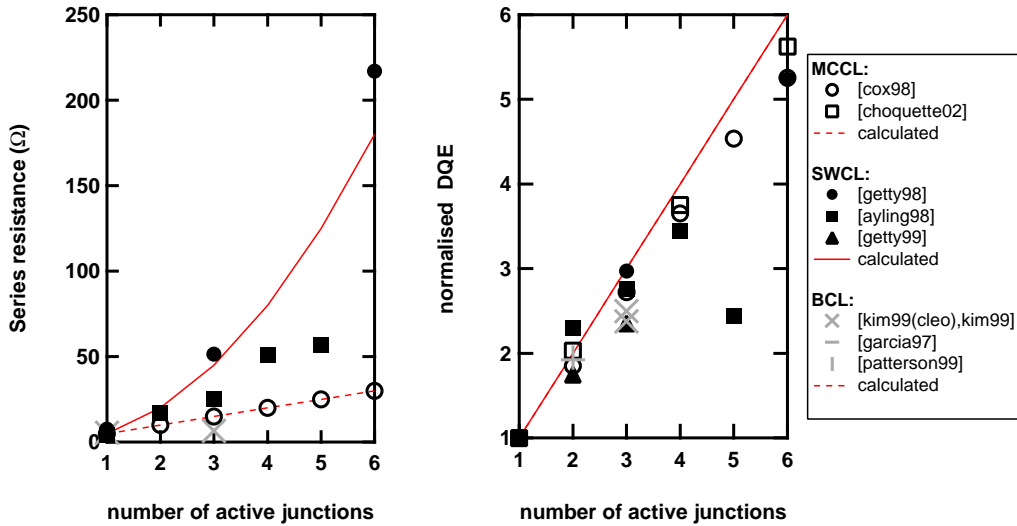 250
200
150
100
50
0
Series resistance (Ω)
1 2 3 4 5 6
number of active junctions
6
5
4
3
2
1
normalised DQE
1 2 3 4 5 6
number of active junctions
MCCL:
[cox98]
[choquette02]
calculated
SWCL:
[getty98]
[ayling98]
[getty99]
calculated
BCL:
[kim99(cleo),kim99]
[garcia97]
[patterson99]
calculated